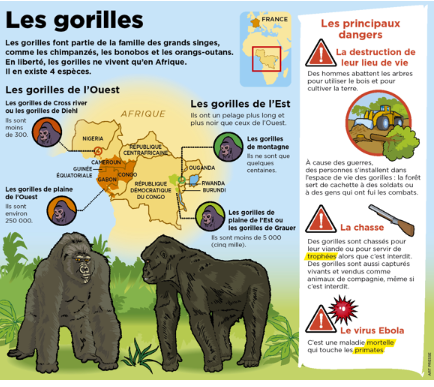 Les gorilles
Les gorilles font partie de la famille des grands singes,
comme les chimpanzés, les bonobos et les orangs-outans.
En liberté, les gorilles ne vivent qu'en Afrique.
Il en existe 4 espèces.
FRANCE
Les gorilles de l'Ouest
Les gorilles de Cross river
ou les gorilles de Diehl
Ils sont
moins
de 300.
Les gorilles de plaine
de l'Ouest
Ils sont
environ
250 000.
AFRIQUE
NIGERIA
CAMEROUN
GUINÉE
ÉQUATORIALE
GABON
CONGO
RÉPUBLIQUE
CENTRAFRICAINE
RÉPUBLIQUE
DÉMOCRATIQUE
DU CONGO
OUGANDA
RWANDA
BURUNDI
Les gorilles de l'Est
Ils ont un pelage plus long et
plus noir que ceux de l'Ouest.
Les gorilles
de montagne
Ils ne sont que
quelques
centaines.
Les gorilles de plaine
de l'Est ou les
gorilles de Grauer
Ils sont moins de 5 000
(cinq mille).
Les principaux
dangers
La destruction de
leur lieu de vie
Des hommes abattent les arbres
pour utiliser le bois et pour
cultiver la terre.
À cause des guerres,
des personnes s'installent dans
l'espace de vie des gorilles : la forêt
sert de cachette à des soldats ou
à des gens qui ont fui les combats.
La chasse
Des gorilles sont chassés pour
leur viande ou pour servir de
trophées alors que c'est interdit.
Des gorilles sont aussi capturés
vivants et vendus comme
animaux de compagnie, même si
c'est interdit.
Le virus Ebola
C'est une maladie mortelle
qui touche les primates.